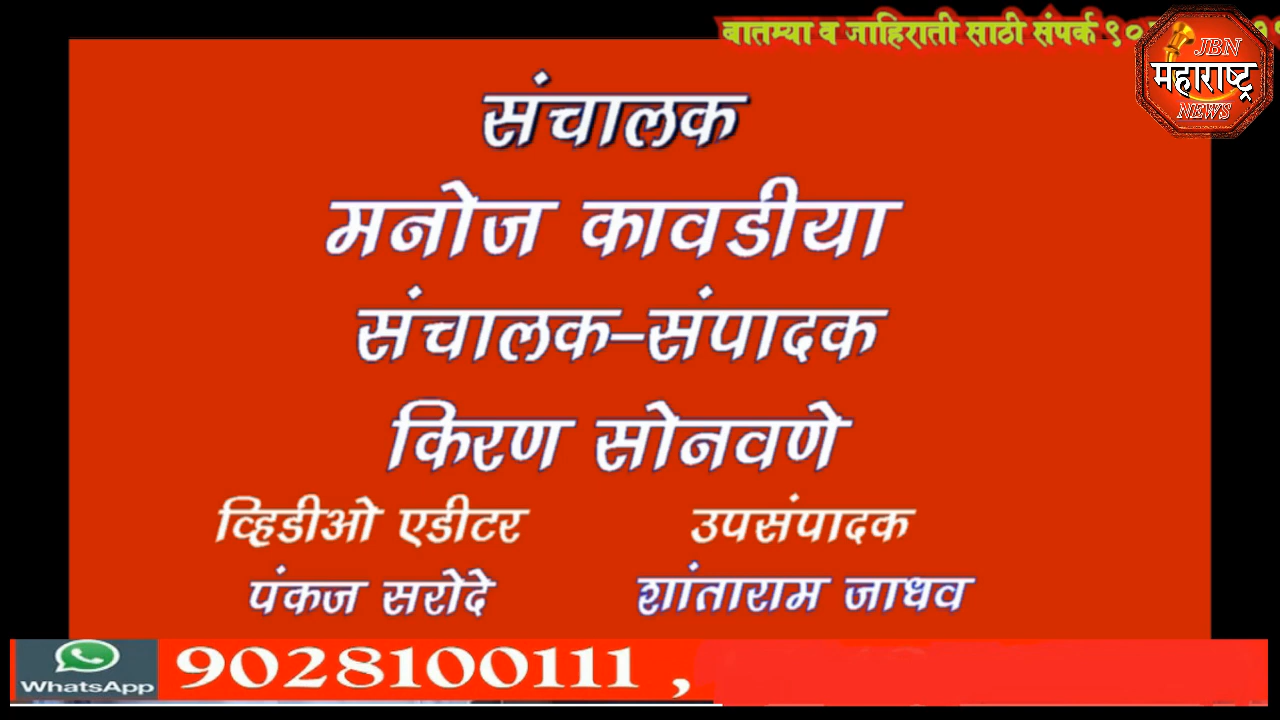 बातम्या व जाहिराती साठी संपर्क ९०
JBN
महाराष्ट्र
NEWS
संचालक
मनोज कावडीया
संचालक-संपादक
किरण सोनवणे
व्हिडीओ एडीटर उपसंपादक
पंकज सरोदे शांताराम जाधव
WhatsApp 9028100111 ,